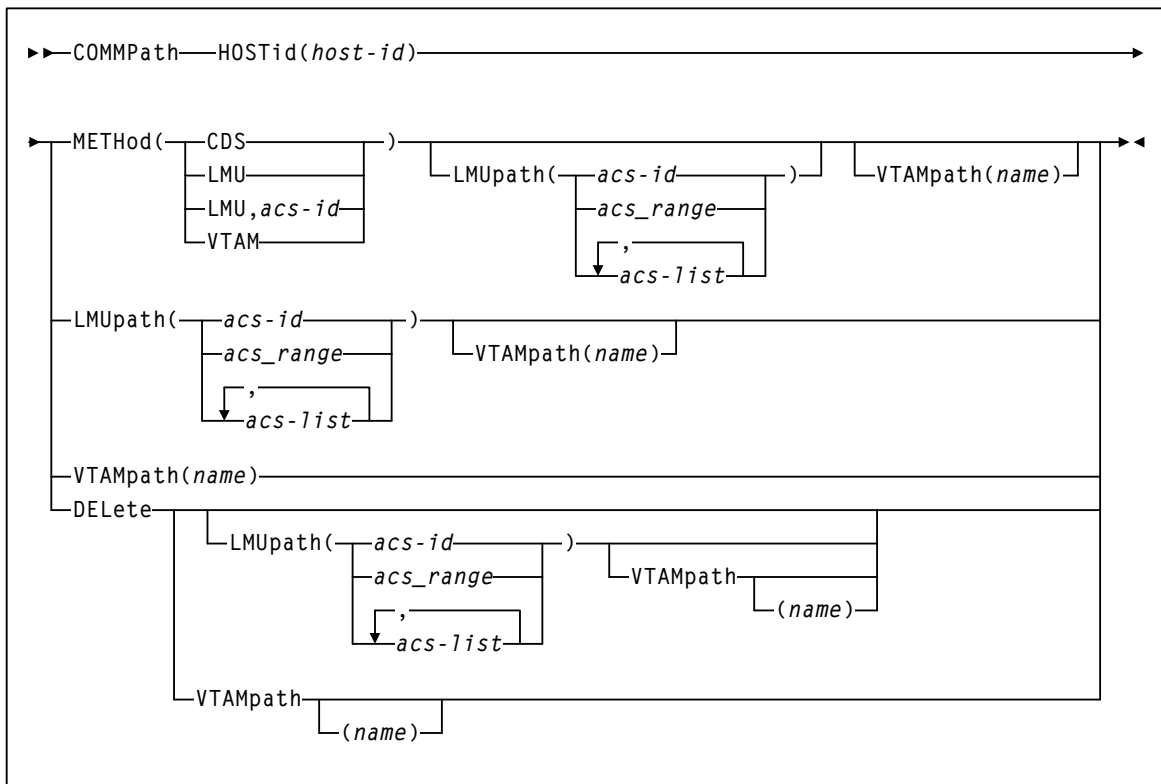 COMMPath HOSTid(host-id)
METHod( CDS ) LMUpath( acs-id ) VTAMpath(name)
LMU acs_range
LMU,acs-id ,
VTAM acs-list
LMUpath( acs-id ) VTAMpath(name)
acs_range
,
acs-list
VTAMpath(name)
DELete
LMUpath( acs-id ) VTAMpath
acs_range (name)
,
acs-list
VTAMpath
(name)